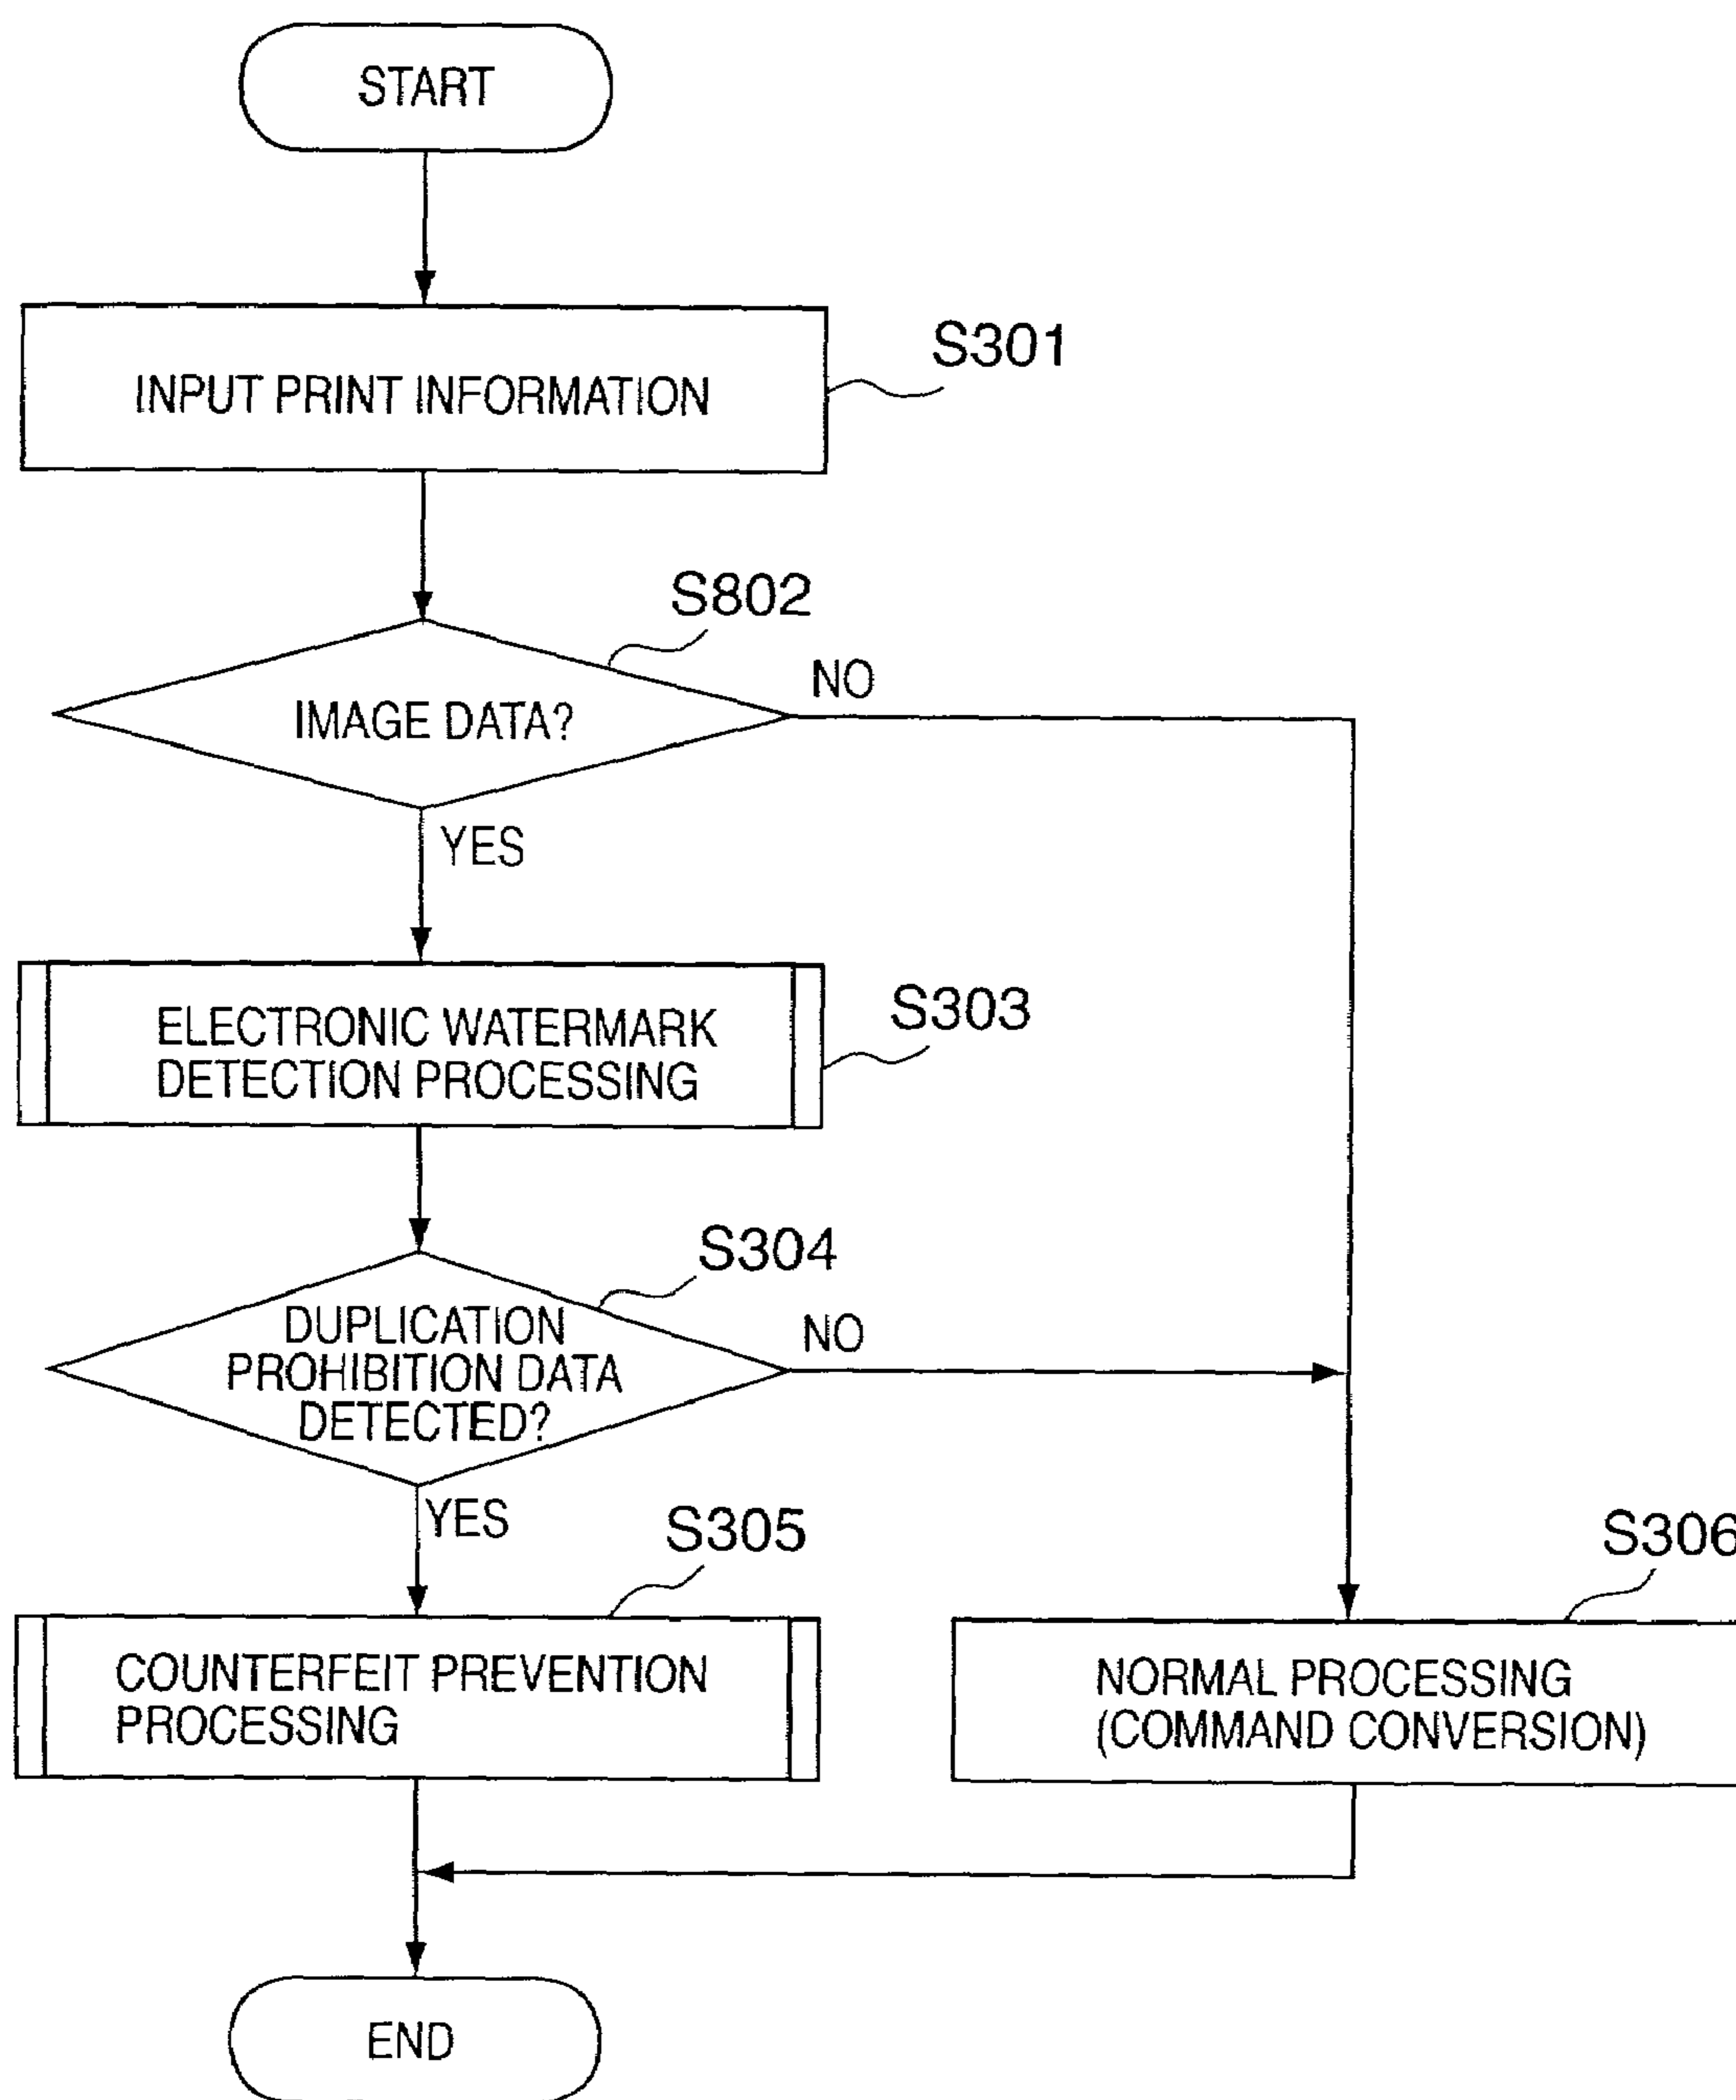 START
INPUT PRINT INFORMATION
S301
S802
IMAGE DATA?
NO
YES
ELECTRONIC WATERMARK
DETECTION PROCESSING
S303
S304
DUPLICATION
PROHIBITION DATA
DETECTED?
NO
YES
S305
COUNTERFEIT PREVENTION
PROCESSING
S306
NORMAL PROCESSING
(COMMAND CONVERSION)
END